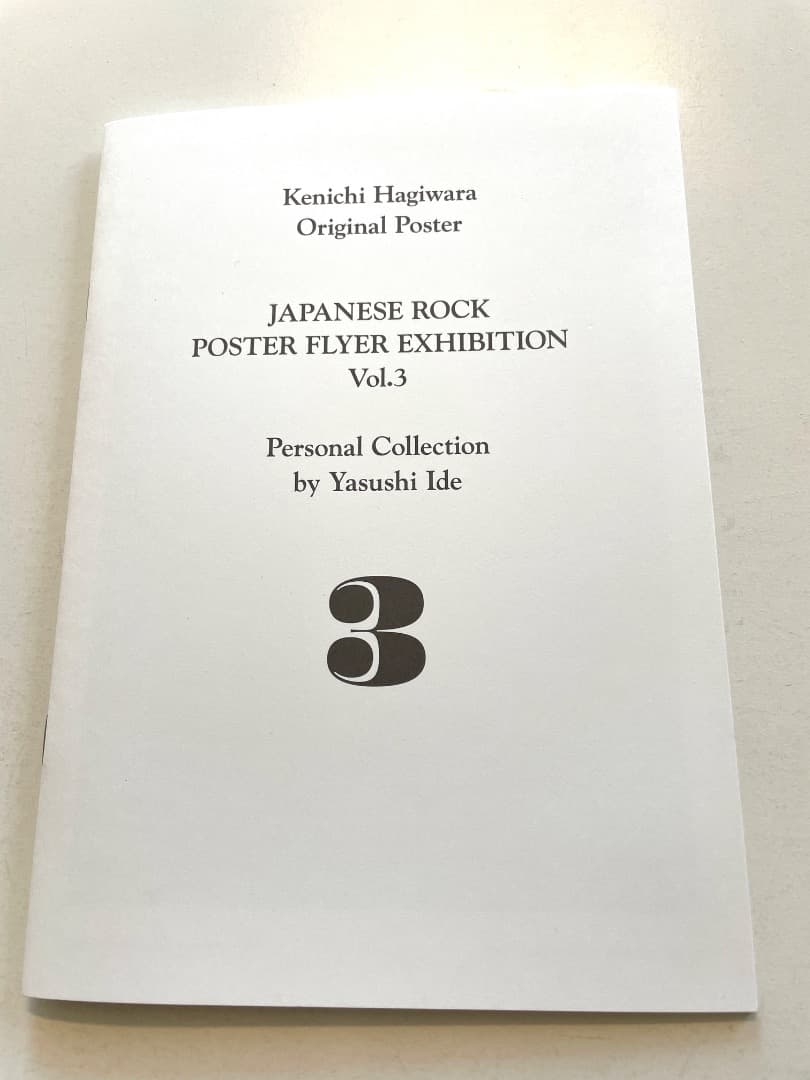 Kenichi Hagiwara
Original Poster
JAPANESE ROCK
POSTER FLYER EXHIBITION
Vol.3
Personal Collection
by Yasushi Ide
3